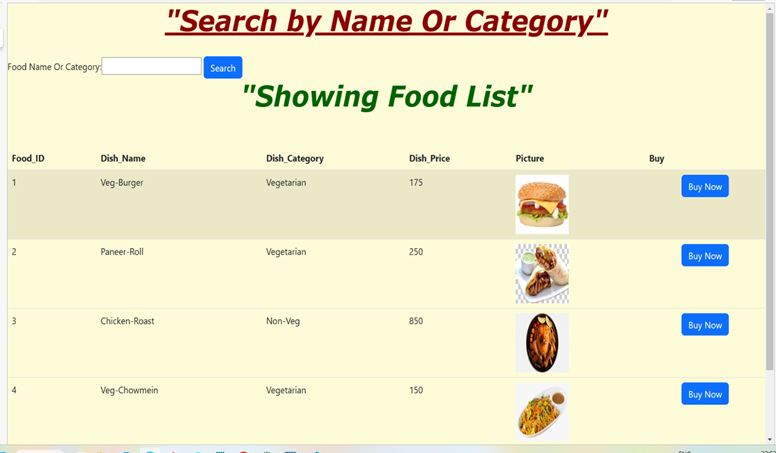 "Search by Name Or Category"
Food Name Or Category: Search
"Showing Food List"
Food_ID Dish_Name Dish_Category Dish_Price Picture Buy
1 Veg-Burger Vegetarian 175 Buy Now
2 Paneer-Roll Vegetarian 250 Buy Now
3 Chicken-Roast Non-Veg 850 Buy Now
4 Veg-Chowmein Vegetarian 150 Buy Now